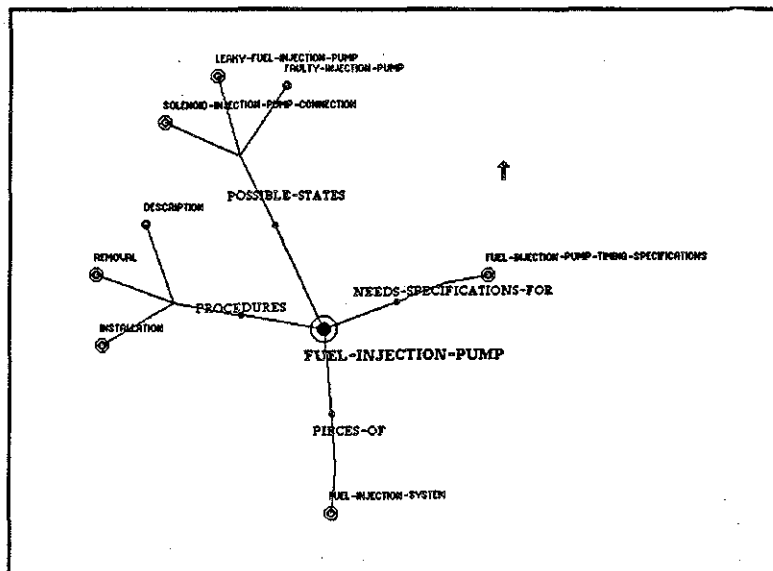 LEAKY-FUEL-INJECTION-PUMP
FAULTY-INJECTION-PUMP
SOLENOID-INJECTION-PUMP-CONNECTION
POSSIBLE-STATES
DESCRIPTION
REMOVAL
FUEL-INJECTION-PUMP-TIMING-SPECIFICATIONS
NEEDS-SPECIFICATIONS-FOR
PROCEDURES
INSTALLATION
FUEL-INJECTION-PUMP
PIECES-OF
FUEL-INJECTION-SYSTEM